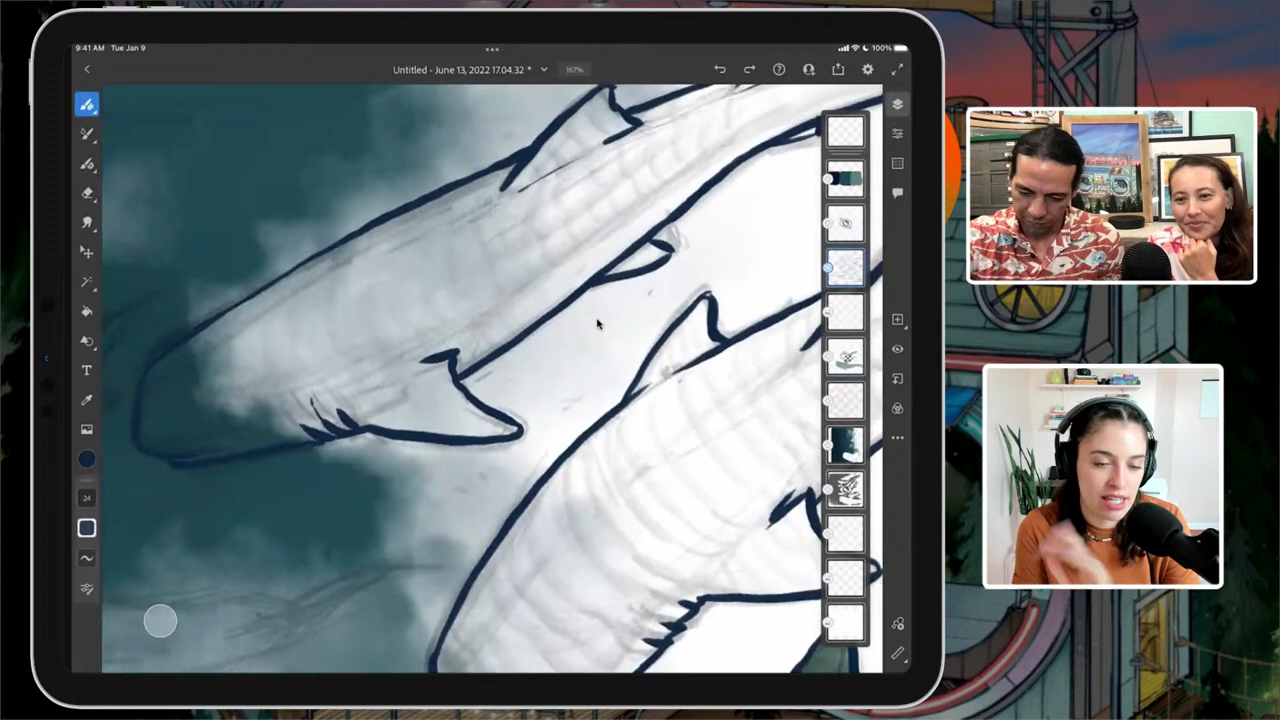 9:41 AM Tue Jan 9
100%
Untitled - June 13, 2022 17.04.32 *
167%
T
24